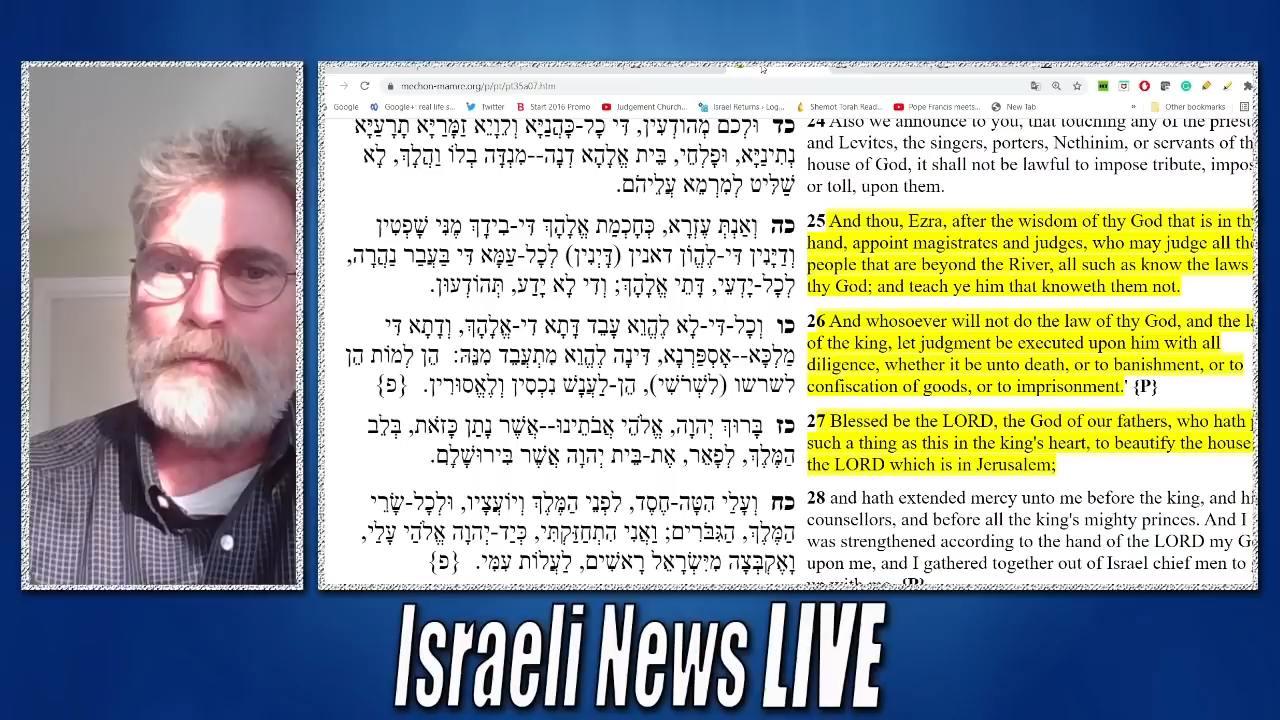 mechon-mamre.org/p/pt/pt35a07.htm
Google
Google+: real life s...
Twitter
Start 2016 Promo
Judgement Church...
Israel Returns › Log...
Shemot Torah Read...
Pope Francis meets...
New Tab
»
Other bookmarks
כד וּלְכֹם מְהוֹדְעִין, דִּי כָל-כָּהֲנַיָּא וְלֵוָיֵא זַמָּרַיָּא תָרָעַיָּא
נְתִינַיָּא, וּפָלְחֵי, בֵּית אֱלָהָא דְנָה--מִנְדָּה בְלוֹ וַהֲלָךְ, לָא
שַׁלִּיט לְמִרְמֵא עֲלֵיהֹם.
כה וְאַנְתְּ עֶזְרָא, כְּחָכְמַת אֱלָהָךְ דִּי-בִידָךְ מֶנִּי שָׁפְטִין
וְדַיָּנִין דִּי-לֶהֱוֺן דאנין (דָּיְנִין) לְכָל-עַמָּא דִּי בַּעֲבַר נַהֲרָה,
לְכָל-יָדְעֵי, דָּתֵי אֱלָהָךְ; וְדִי לָא יָדַע, תְּהוֹדְעוּן.
כו וְכָל-דִּי-לָא לֶהֱוֵא עָבֵד דָּתָא דִי-אֱלָהָךְ, וְדָתָא דִּי
מַלְכָּא--אָסְפַּרְנָא, דִּינָה לֶהֱוֵא מִתְעֲבֵד מִנֵּהּ: הֵן לְמוֹת הֵן
לשרשו (לִשְׁרֹשִׁי), הֵן-לַעֲנָשׁ נִכְסִין וְלֶאֱסוּרִין. {פ}
כז בָּרוּךְ יְהוָה, אֱלֹהֵי אֲבֹתֵינוּ--אֲשֶׁר נָתַן כָּזֹאת, בְּלֵב
הַמֶּלֶךְ, לְפָאֵר, אֶת-בֵּית יְהוָה אֲשֶׁר בִּירוּשָׁלִָם.
כח וְעָלַי הִטָּה-חֶסֶד, לִפְנֵי הַמֶּלֶךְ וְיוֹעֲצָיו, וּלְכָל-שָׂרֵי
הַמֶּלֶךְ, הַגִּבֹּרִים; וַאֲנִי הִתְחַזַּקְתִּי, כְּיַד-יְהוָה אֱלֹהַי עָלַי,
וָאֶקְבְּצָה מִיִּשְׂרָאֵל רָאשִׁים, לַעֲלוֹת עִמִּי. {פ}
24 Also we announce to you, that touching any of the priest
and Levites, the singers, porters, Nethinim, or servants of th
house of God, it shall not be lawful to impose tribute, impos
or toll, upon them.
25 And thou, Ezra, after the wisdom of thy God that is in th
hand, appoint magistrates and judges, who may judge all the
people that are beyond the River, all such as know the laws
thy God; and teach ye him that knoweth them not.
26 And whosoever will not do the law of thy God, and the la
of the king, let judgment be executed upon him with all
diligence, whether it be unto death, or to banishment, or to
confiscation of goods, or to imprisonment.' {P}
27 Blessed be the LORD, the God of our fathers, who hath
such a thing as this in the king's heart, to beautify the house
the LORD which is in Jerusalem;
28 and hath extended mercy unto me before the king, and h
counsellors, and before all the king's mighty princes. And I
was strengthened according to the hand of the LORD my G
upon me, and I gathered together out of Israel chief men to
Israeli News LIVE